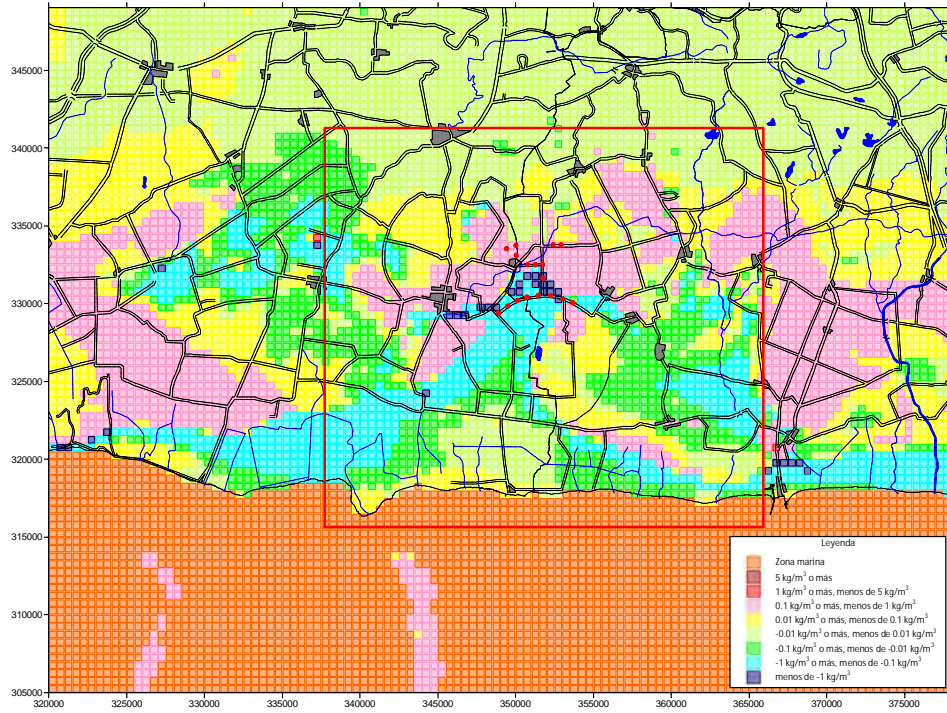 345000
340000
335000
330000
325000
320000
315000
310000
305000
320000 325000 330000 335000 340000 345000 350000 355000 360000 365000 370000 375000
Leyenda
Zona marina
5 kg/m³ o más
1 kg/m³ o más, menos de 5 kg/m³
0.1 kg/m³ o más, menos de 1 kg/m³
0.01 kg/m³ o más, menos de 0.1 kg/m³
-0.01 kg/m³ o más, menos de 0.01 kg/m³
-0.1 kg/m³ o más, menos de -0.01 kg/m³
-1 kg/m³ o más, menos de -0.1 kg/m³
menos de -1 kg/m³